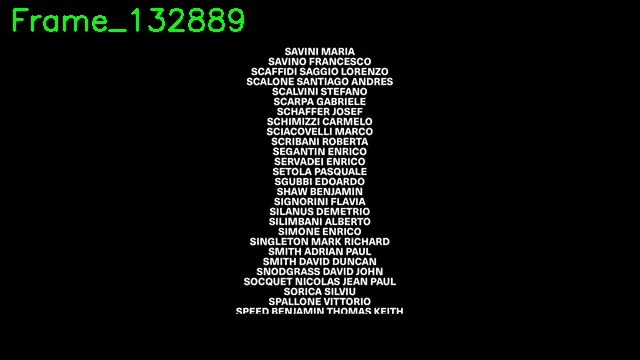 Frame_132889
SAVINI MARIA
SAVINO FRANCESCO
SCAFFIDI SAGGIO LORENZO
SCALONE SANTIAGO ANDRES
SCALVINI STEFANO
SCARPA GABRIELE
SCHAFFER JOSEF
SCHIMIZZI CARMELO
SCIACOVELLI MARCO
SCRIBANI ROBERTA
SEGANTIN ENRICO
SERVADEI ENRICO
SETOLA PASQUALE
SGUBBI EDOARDO
SHAW BENJAMIN
SIGNORINI FLAVIA
SILANUS DEMETRIO
SILIMBANI ALBERTO
SIMONE ENRICO
SINGLETON MARK RICHARD
SMITH ADRIAN PAUL
SMITH DAVID DUNCAN
SNODGRASS DAVID JOHN
SOCQUET NICOLAS JEAN PAUL
SORICA SILVIU
SPALLONE VITTORIO
SPEED BENJAMIN THOMAS KEITH